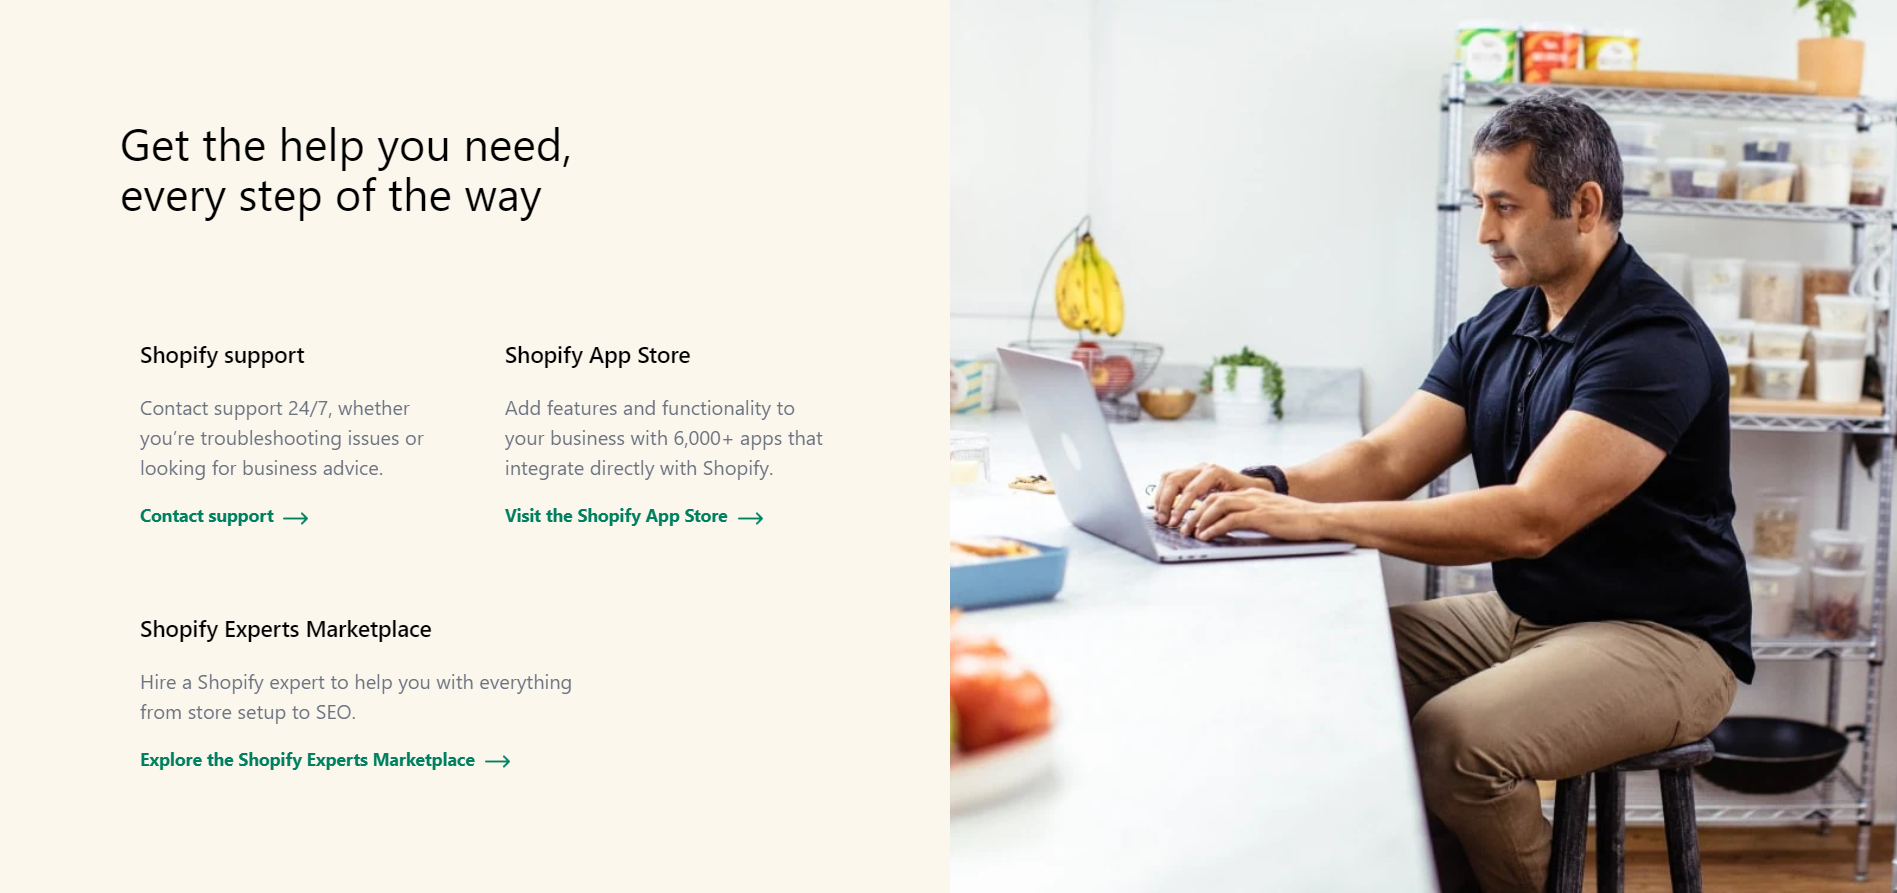 Get the help you need,
every step of the way
Shopify support
Contact support 24/7, whether
you’re troubleshooting issues or
looking for business advice.
Contact support
Shopify App Store
Add features and functionality to
your business with 6,000+ apps that
integrate directly with Shopify.
Visit the Shopify App Store
Shopify Experts Marketplace
Hire a Shopify expert to help you with everything
from store setup to SEO.
Explore the Shopify Experts Marketplace